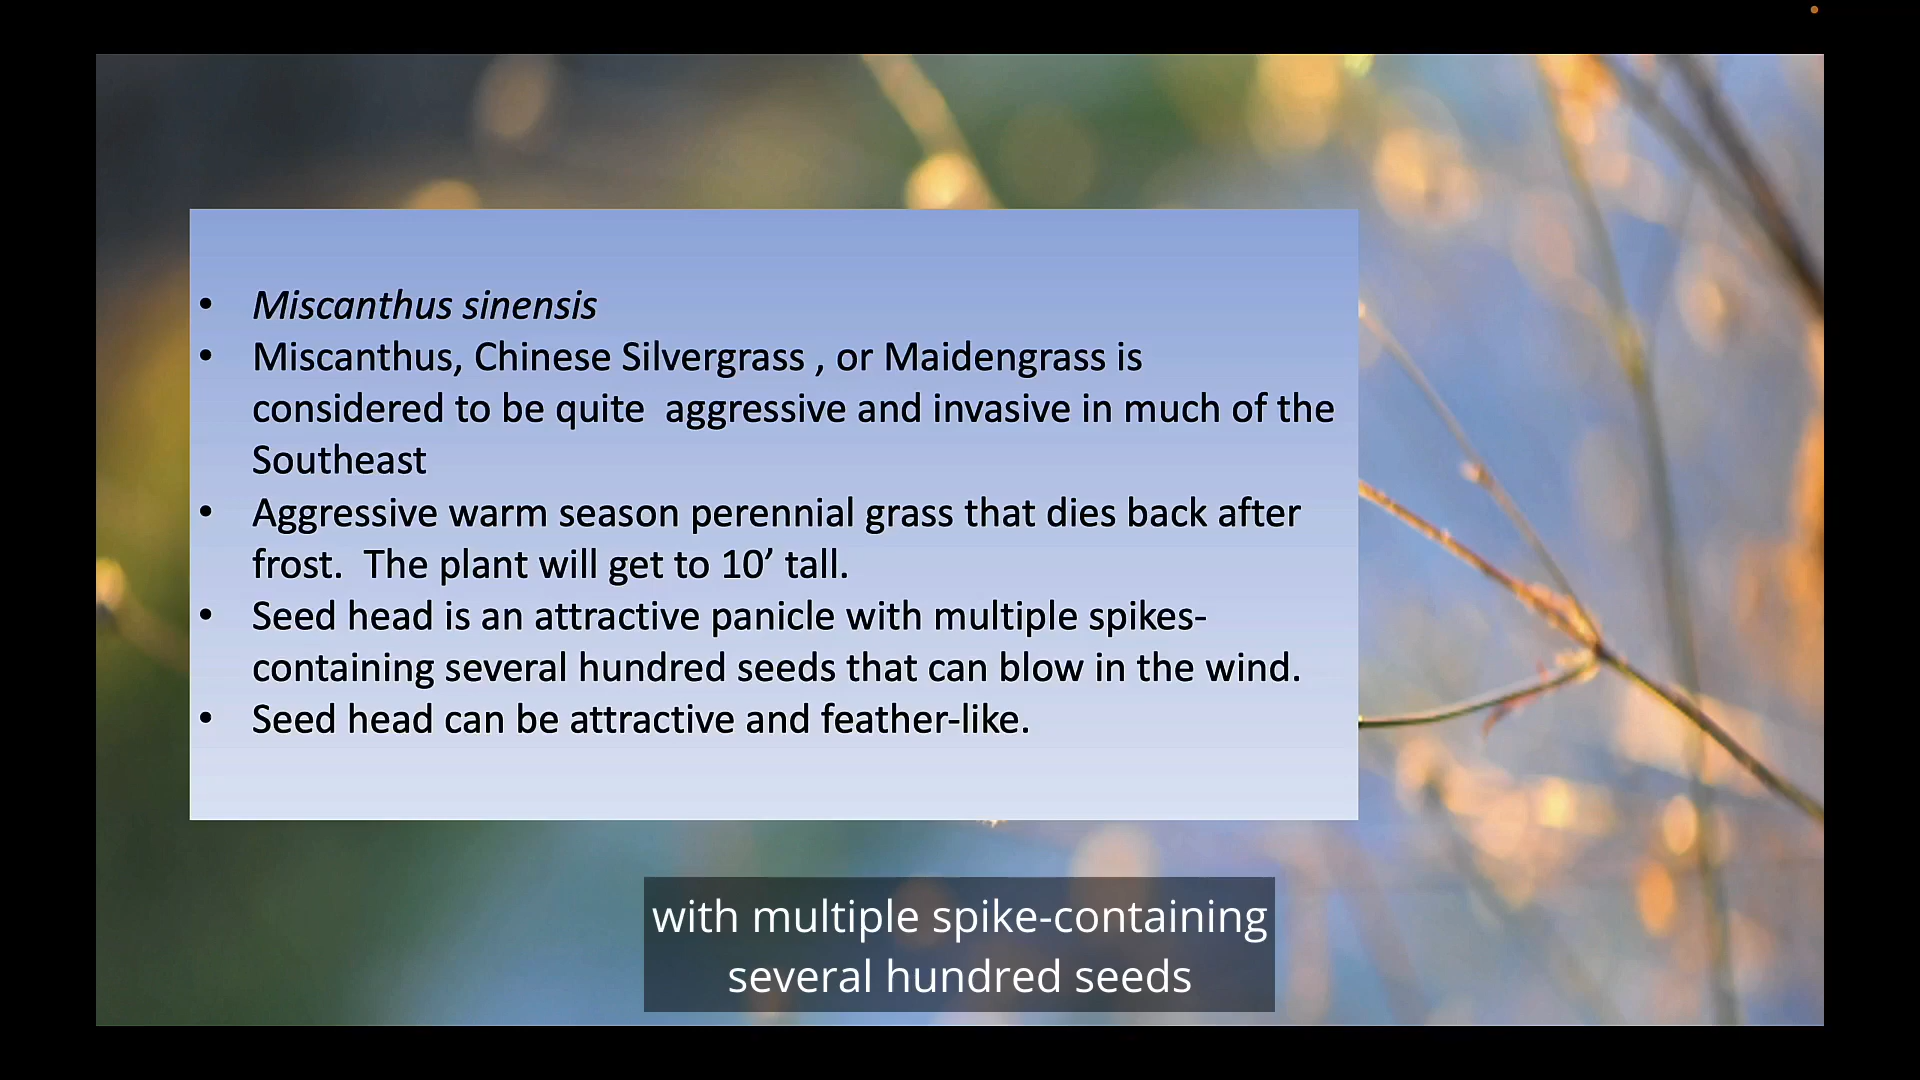 • Miscanthus sinensis
• Miscanthus, Chinese Silvergrass , or Maidengrass is
considered to be quite  aggressive and invasive in much of the
Southeast
• Aggressive warm season perennial grass that dies back after
frost.  The plant will get to 10’ tall.
• Seed head is an attractive panicle with multiple spikes-
containing several hundred seeds that can blow in the wind.
• Seed head can be attractive and feather-like.
with multiple spike-containing
several hundred seeds